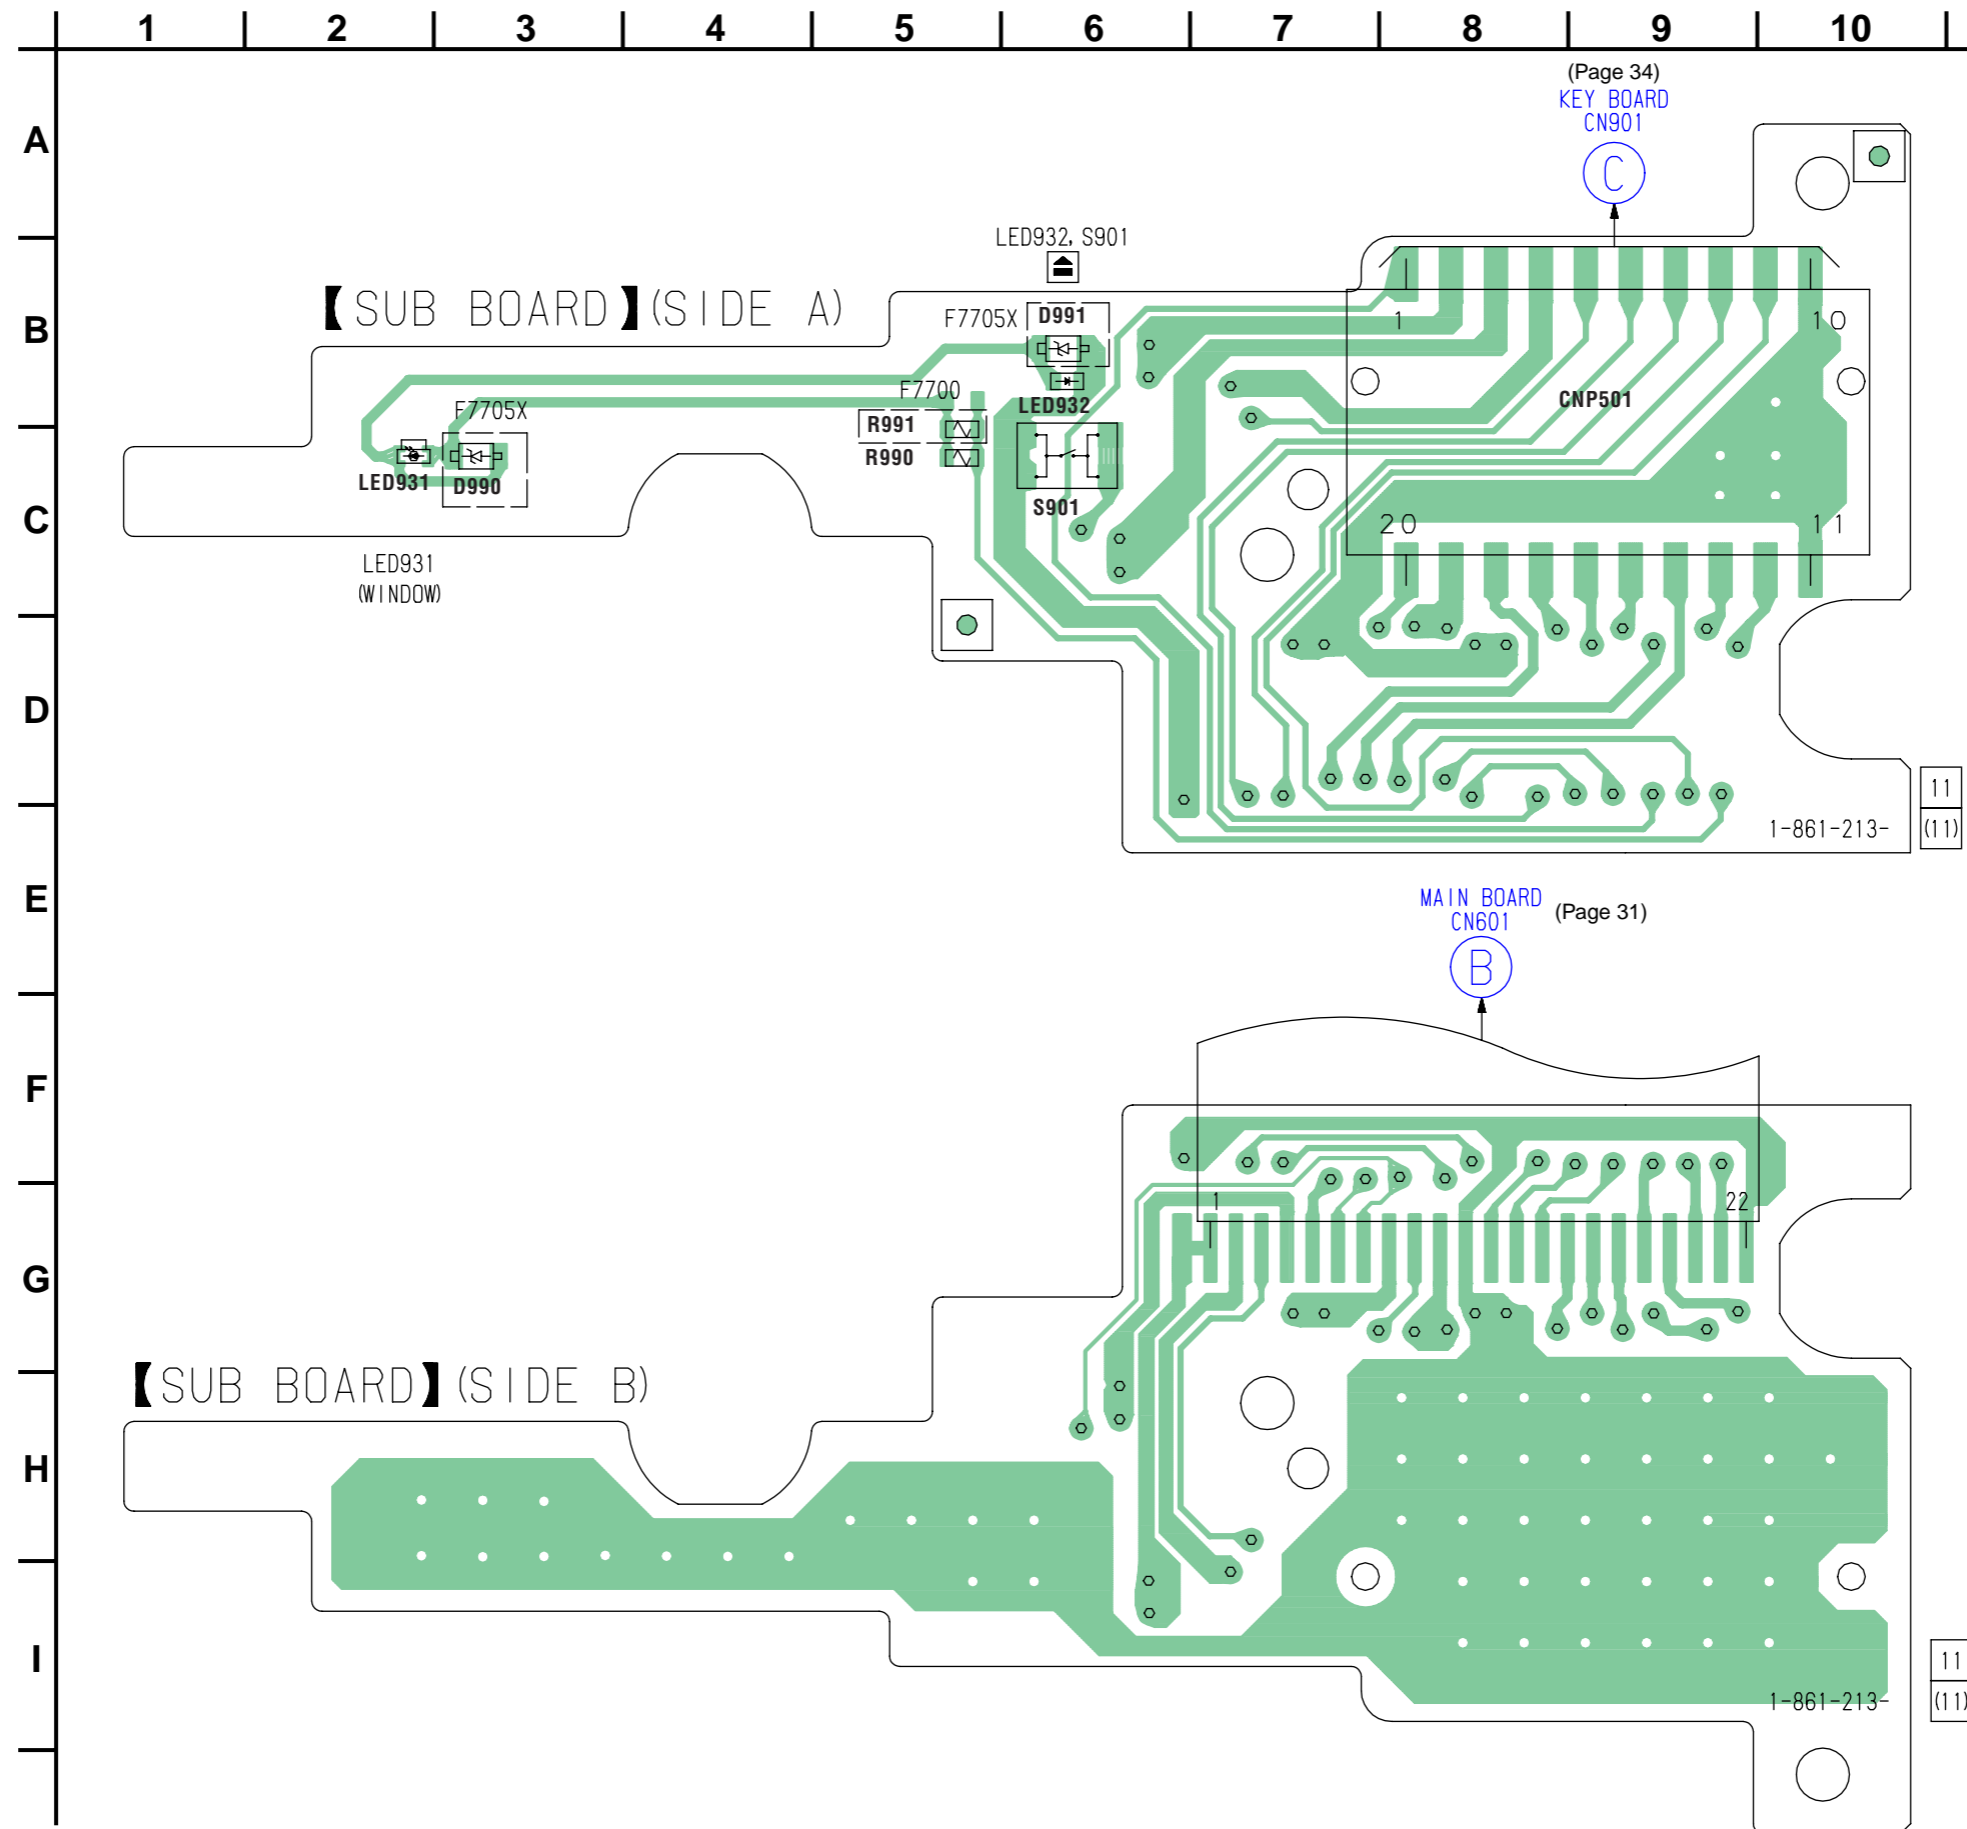 1 2 3 4 5 6 7 8 9 10
(Page 34)
KEY BOARD
CN901
C
A
LED932, S901
【SUB BOARD】(SIDE A)
B
F7705X
D991
1
10
F7700
LED932
CNP501
F7705X
R991
R990
LED931
D990
S901
C
20
11
LED931
(WINDOW)
D
11
1-861-213-
(11)
E
MAIN BOARD
CN601
(Page 31)
B
F
1
22
G
【SUB BOARD】(SIDE B)
H
I
11
1-861-213-
(11)